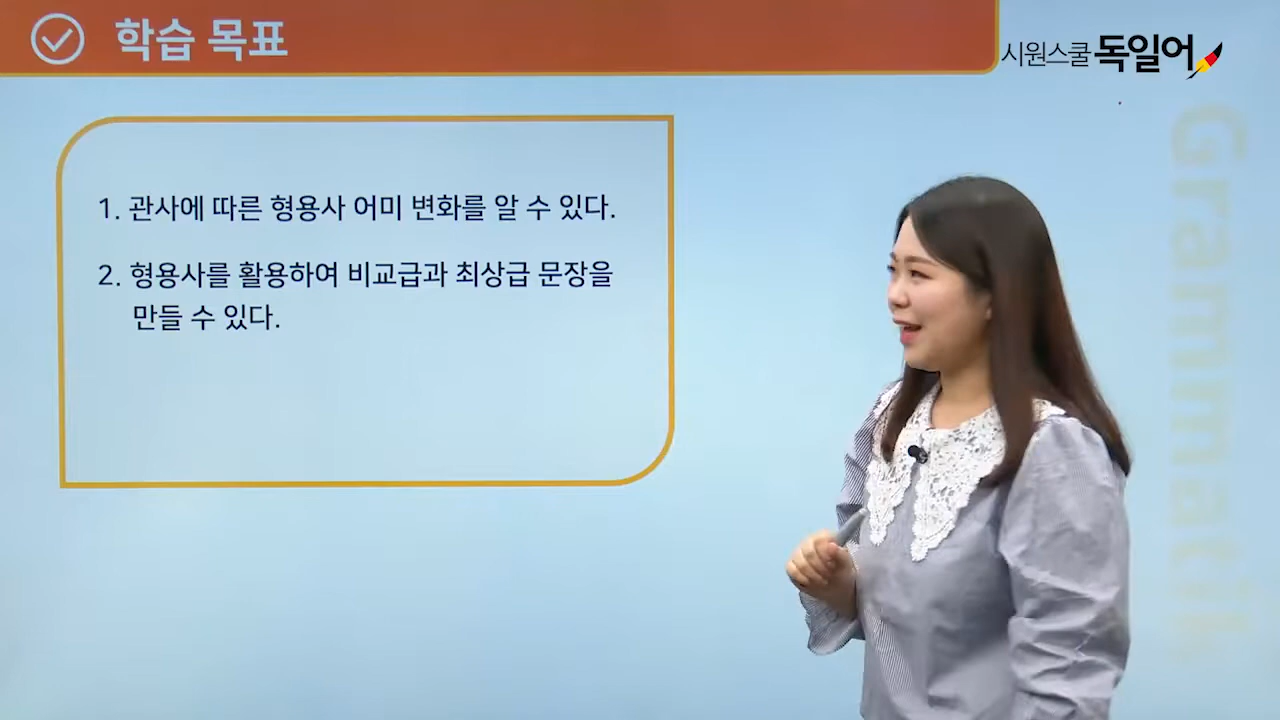 학습 목표
시원스쿨 독일어
1. 관사에 따른 형용사 어미 변화를 알 수 있다.
2. 형용사를 활용하여 비교급과 최상급 문장을
만들 수 있다.
Grammatik